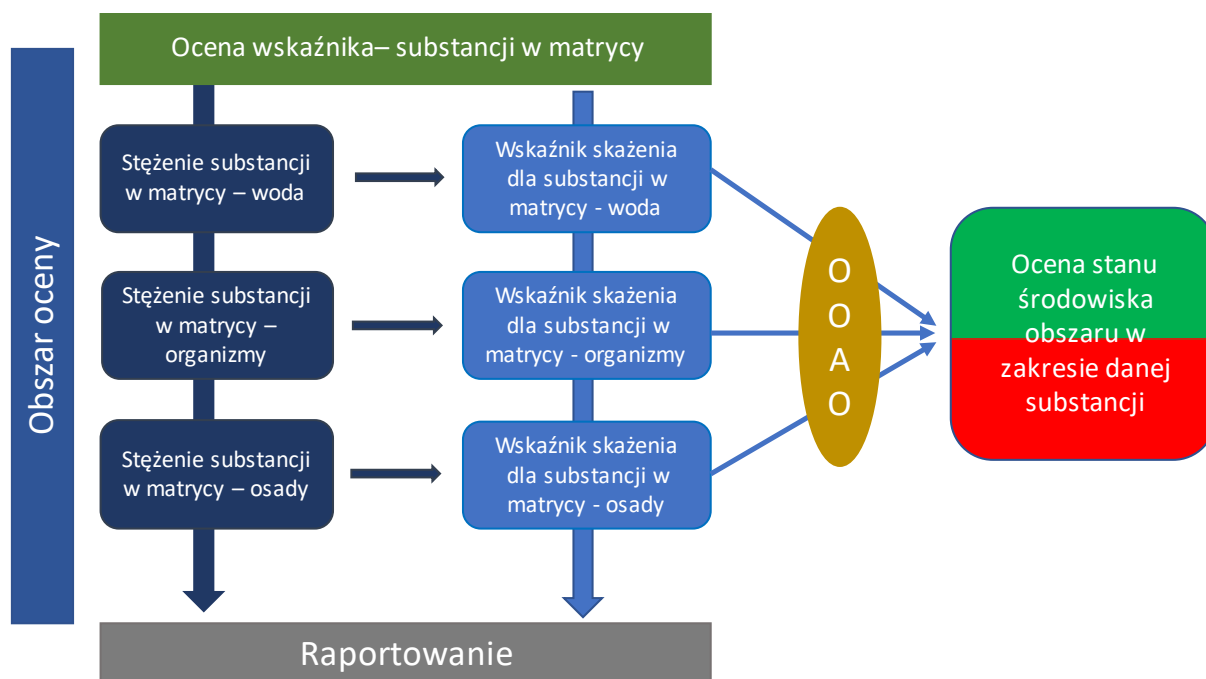 Obszar oceny
Ocena wskaźnika– substancji w matrycy
Stężenie substancji
w matrycy – woda
Wskaźnik skażenia
dla substancji w
matrycy - woda
Stężenie substancji
w matrycy –
organizmy
Wskaźnik skażenia
dla substancji w
matrycy - organizmy
Stężenie substancji
w matrycy – osady
Wskaźnik skażenia
dla substancji w
matrycy - osady
O
O
A
O
Ocena stanu
środowiska
obszaru w
zakresie danej
substancji
Raportowanie